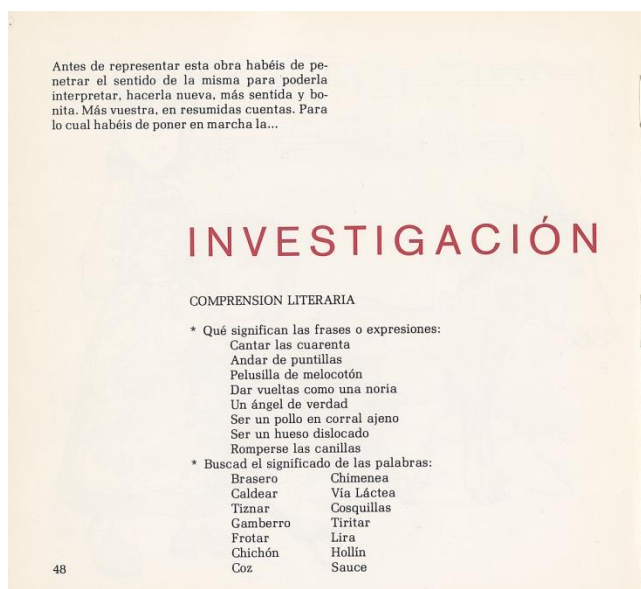 Antes de representar esta obra habéis de pe-
netrar el sentido de la misma para poderla
interpretar, hacerla nueva, más sentida y bo-
nita. Más vuestra, en resumidas cuentas. Para
lo cual habéis de poner en marcha la...
INVESTIGACIÓN
COMPRENSION LITERARIA
* Qué significan las frases o expresiones:
Cantar las cuarenta
Andar de puntillas
Pelusilla de melocotón
Dar vueltas como una noria
Un ángel de verdad
Ser un pollo en corral ajeno
Ser un hueso dislocado
Romperse las canillas
* Buscad el significado de las palabras:
Brasero Chimenea
Caldear Vía Láctea
Tiznar Cosquillas
Gamberro Tiritar
Frotar Lira
Chichón Hollín
Coz Sauce
48